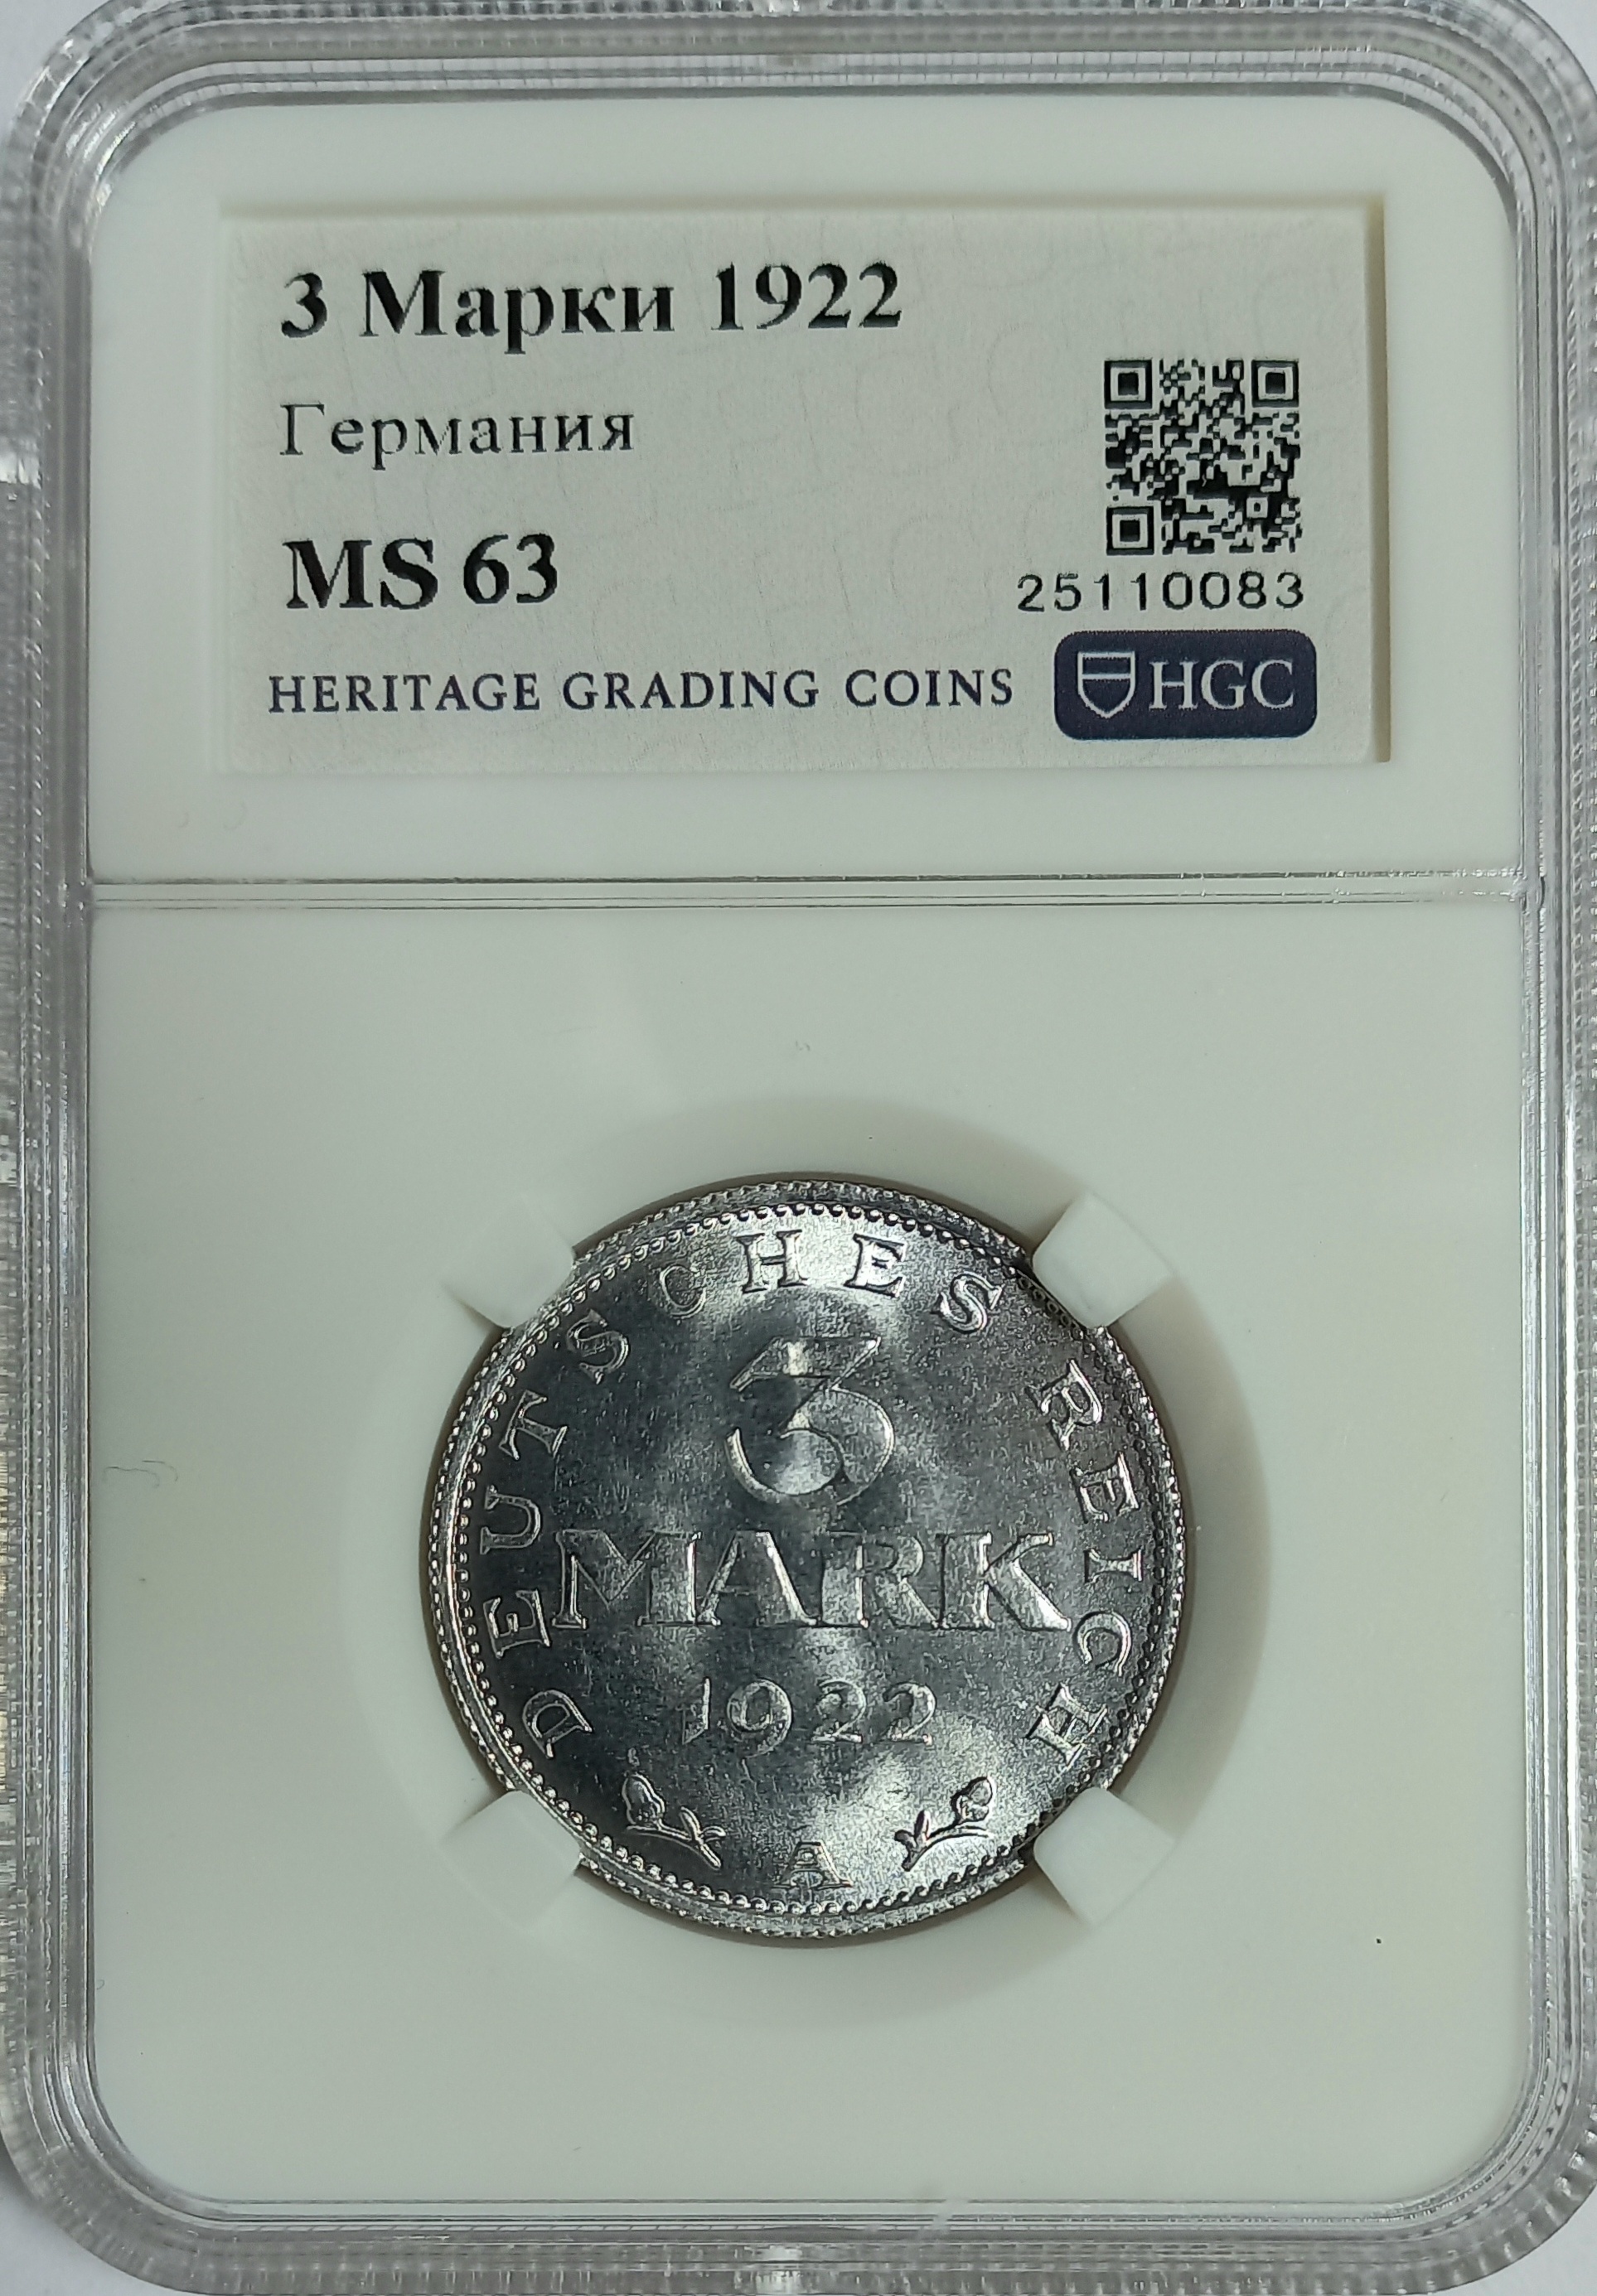 3 Марки 1922
Германия
MS 63
25110083
HERITAGE GRADING COINS HGC
DEUTSCHES REICH
3
MARK
1922
A